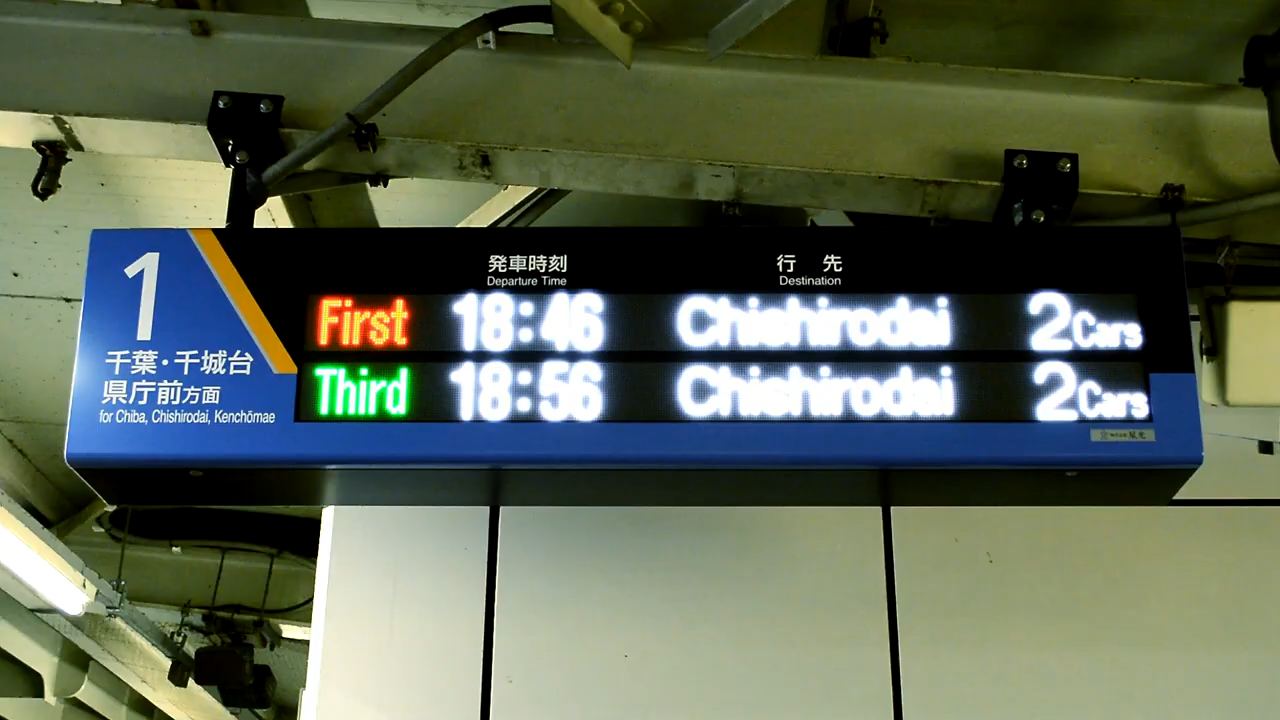 1
千葉・千城台
県庁前方面
for Chiba, Chishirodai, Kenchōmae
発車時刻 行 先
Departure Time Destination
First 18:46 Chishirodai 2Cars
Third 18:56 Chishirodai 2Cars